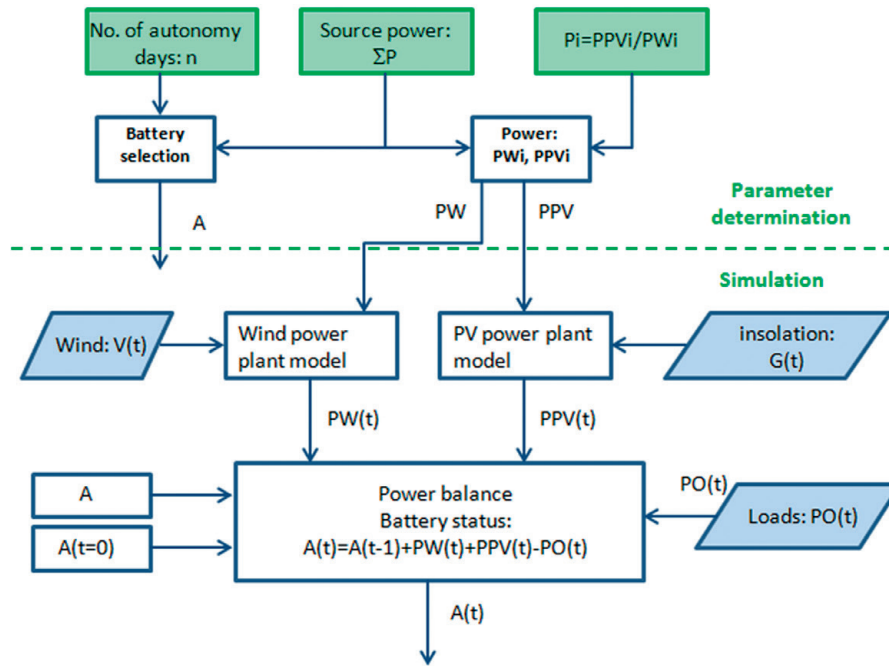 No. of autonomy
days: n
Source power:
ΣP
Pi=PPVi/PWi
Battery
selection
Power:
PWi, PPVi
Parameter
determination
A
PW
PPV
Simulation
Wind: V(t)
Wind power
plant model
PV power plant
model
insolation:
G(t)
PW(t)
PPV(t)
A
A(t=0)
Power balance
Battery status:
A(t)=A(t-1)+PW(t)+PPV(t)-PO(t)
PO(t)
Loads: PO(t)
A(t)